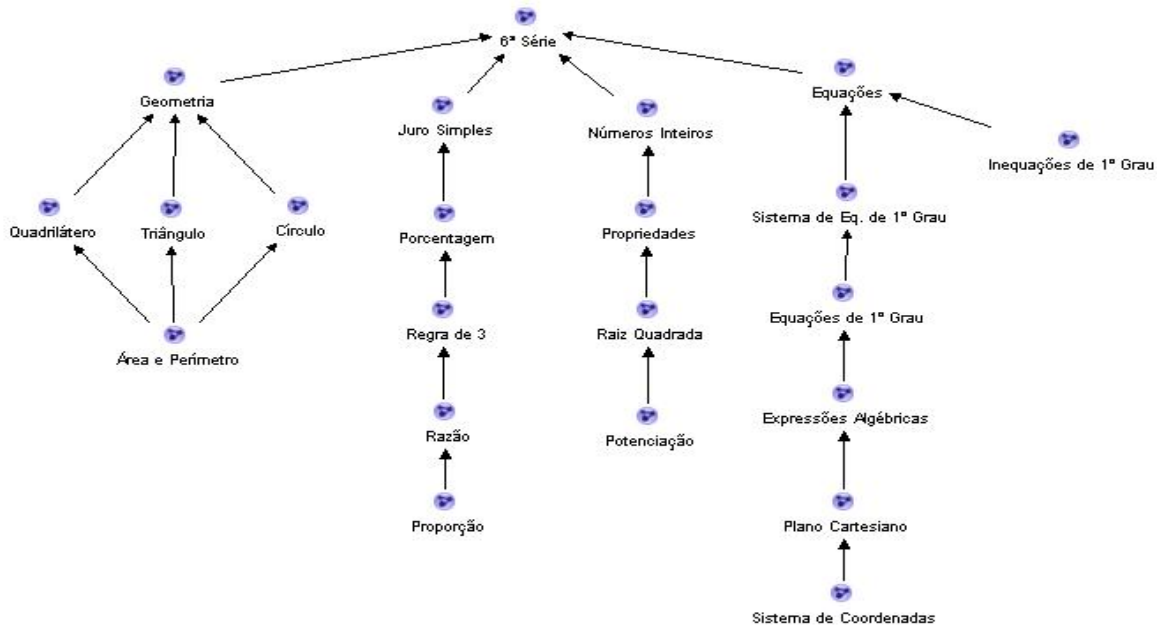 6ª Série
Geometria
Equações
Juro Simples
Números Inteiros
Inequações de 1º Grau
Quadrilátero
Triângulo
Círculo
Porcentagem
Propriedades
Sistema de Eq. de 1º Grau
Área e Perímetro
Regra de 3
Raiz Quadrada
Equações de 1º Grau
Razão
Potenciação
Expressões Algébricas
Proporção
Plano Cartesiano
Sistema de Coordenadas